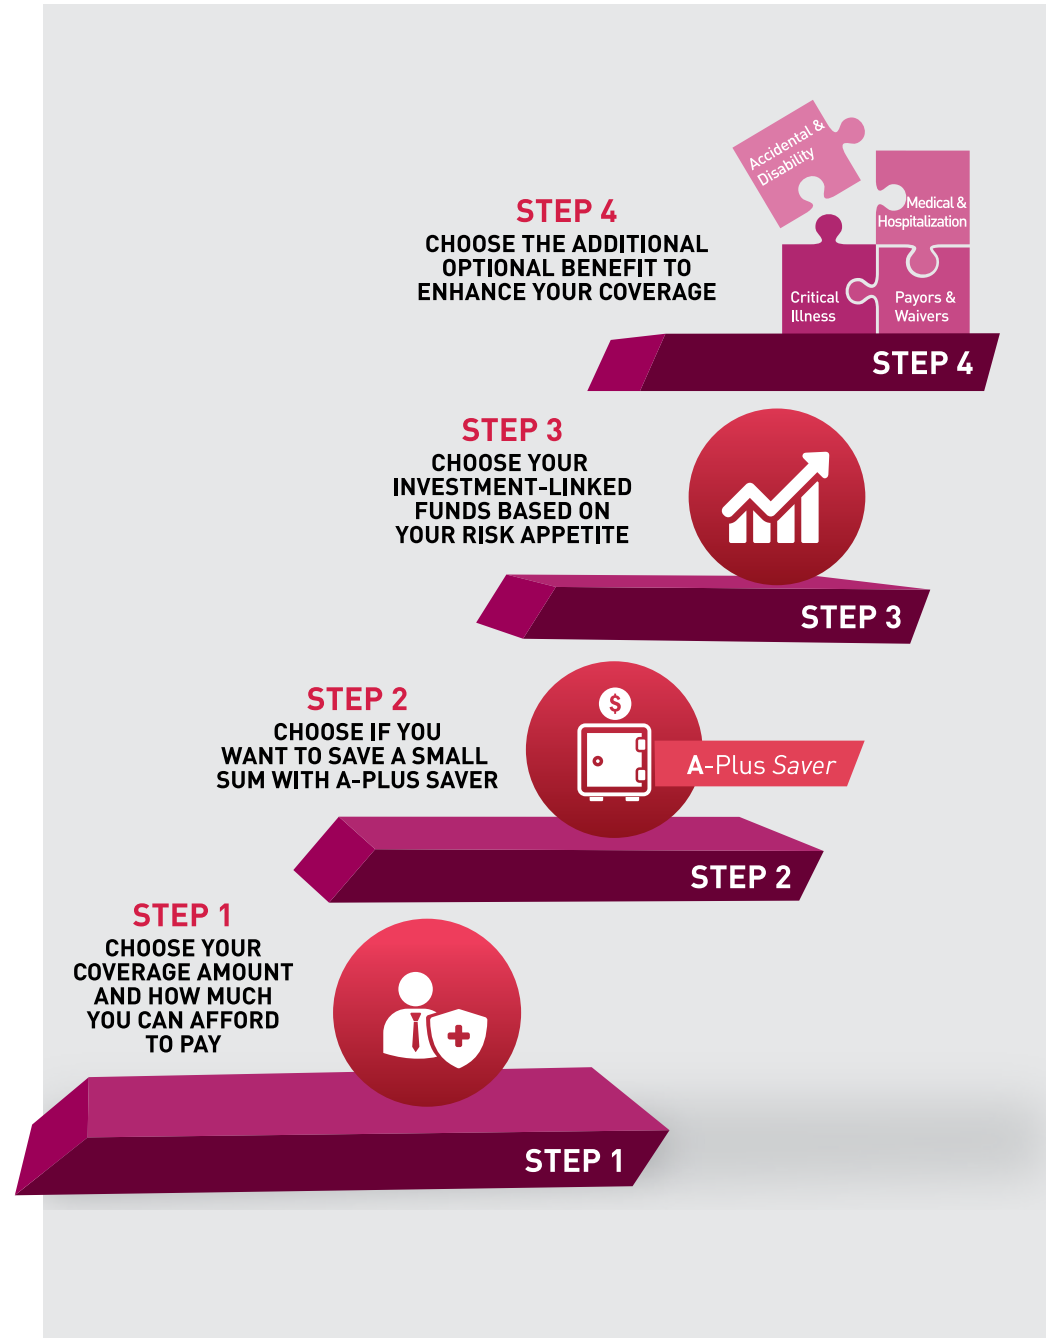 Accidental &
Disability
Medical &
Hospitalization
Critical
Illness
Payors &
Waivers
STEP 4
CHOOSE THE ADDITIONAL
OPTIONAL BENEFIT TO
ENHANCE YOUR COVERAGE
STEP 4
STEP 3
CHOOSE YOUR
INVESTMENT-LINKED
FUNDS BASED ON
YOUR RISK APPETITE
STEP 3
STEP 2
CHOOSE IF YOU
WANT TO SAVE A SMALL
SUM WITH A-PLUS SAVER
$
A-Plus Saver
STEP 2
STEP 1
CHOOSE YOUR
COVERAGE AMOUNT
AND HOW MUCH
YOU CAN AFFORD
TO PAY
STEP 1